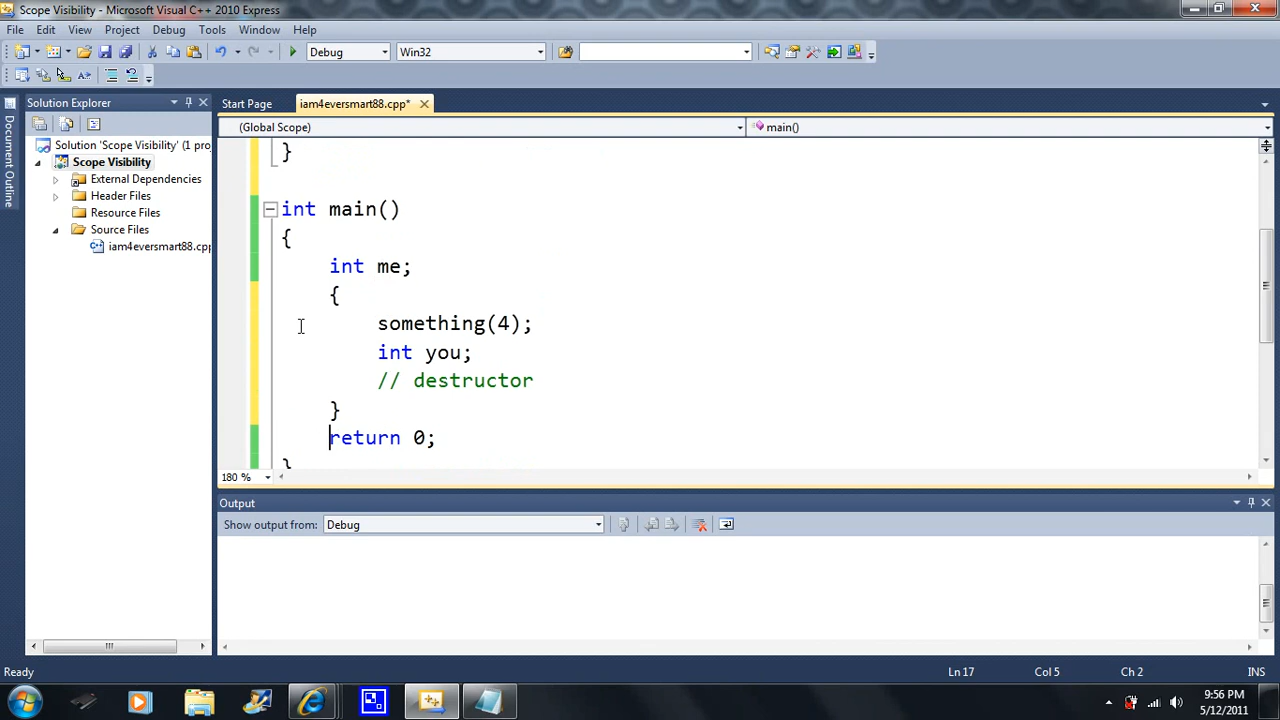 Scope Visibility - Microsoft Visual C++ 2010 Express
File Edit View Project Debug Tools Window Help
Debug Win32
Solution Explorer
Start Page iam4eversmart88.cpp*
(Global Scope) main()
Document Outline
Solution 'Scope Visibility' (1 proj
Scope Visibility
External Dependencies
Header Files
Resource Files
Source Files
iam4eversmart88.cpp
}
int main()
{
int me;
{
something(4);
int you;
// destructor
}
return 0;
}
180 %
Output
Show output from: Debug
Ready Ln 17 Col 5 Ch 2 INS
9:56 PM
5/12/2011